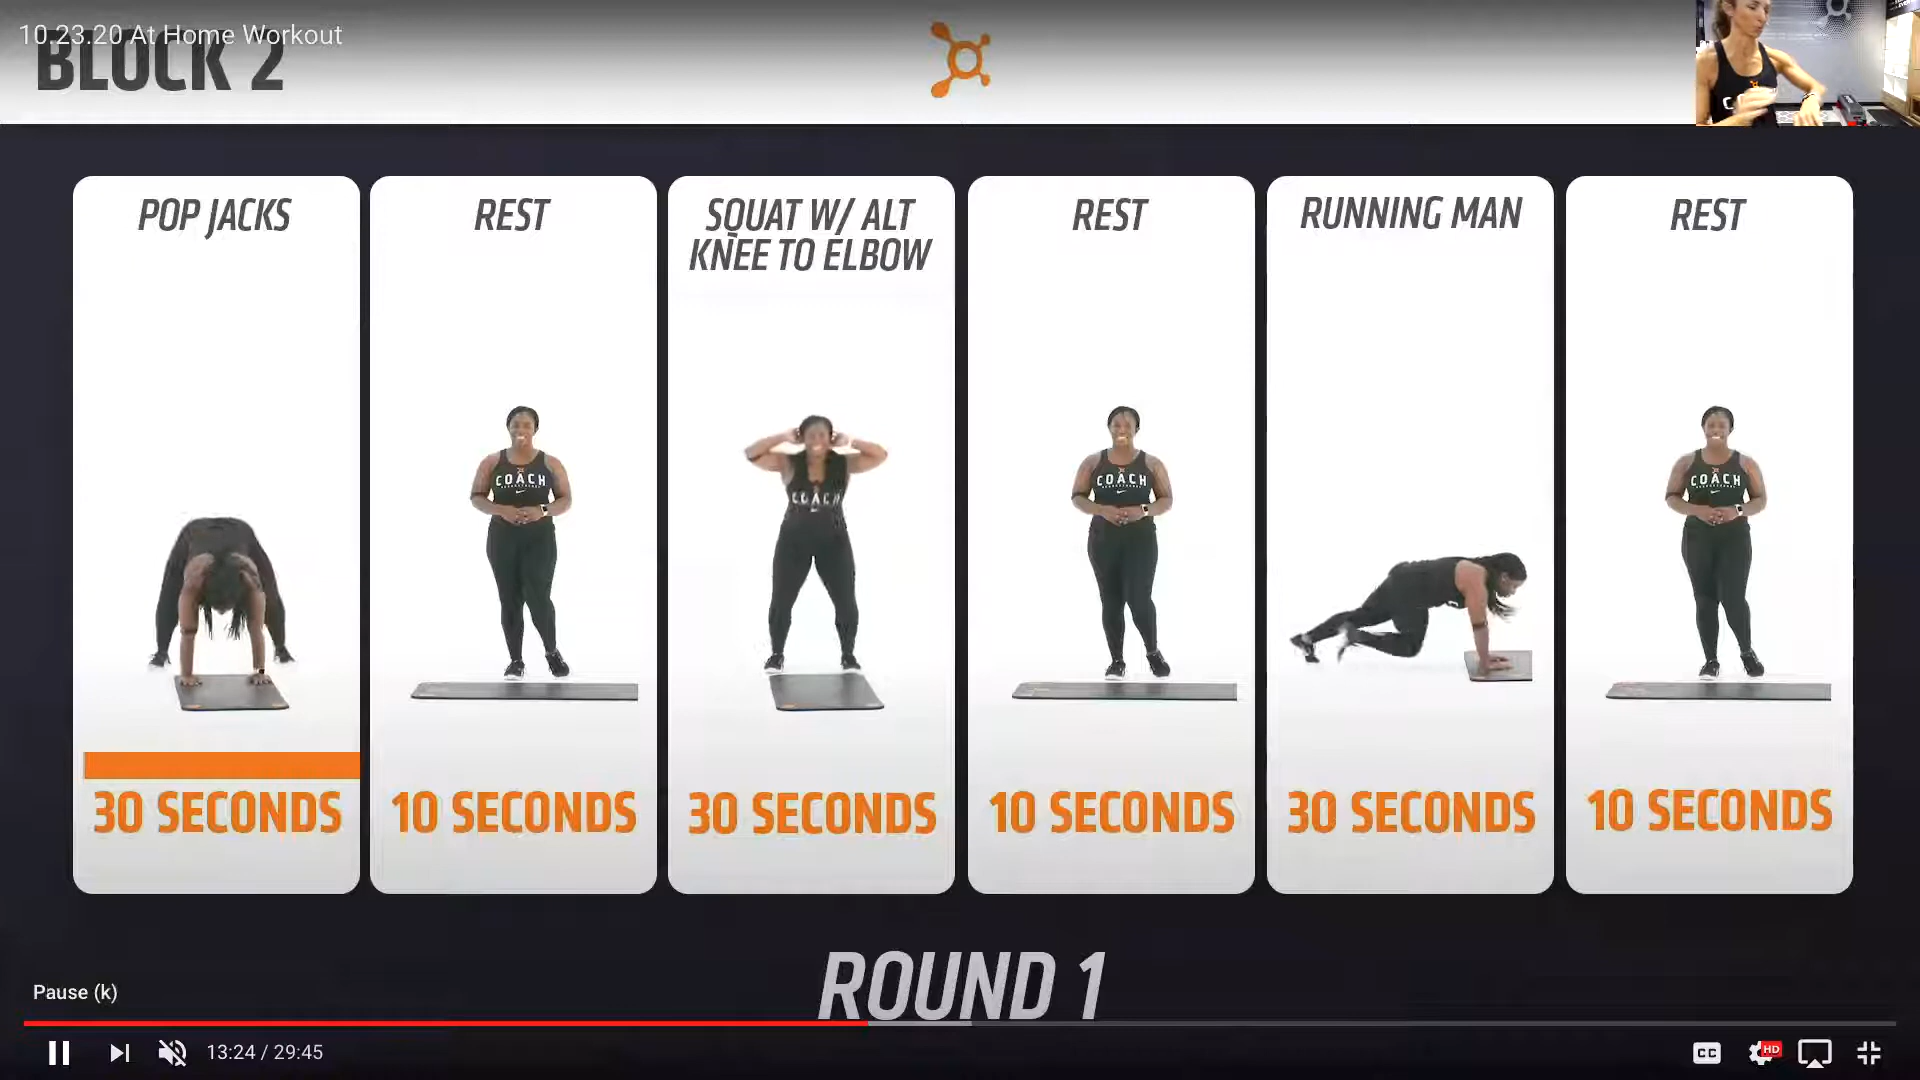 10.23.20 At Home Workout
BLOCK 2
POP JACKS
REST
SQUAT W/ ALT
KNEE TO ELBOW
REST
RUNNING MAN
REST
COACH
COACH
COACH
COACH
30 SECONDS
10 SECONDS
30 SECONDS
10 SECONDS
30 SECONDS
10 SECONDS
ROUND 1
Pause (k)
13:24 / 29:45
CC
HD